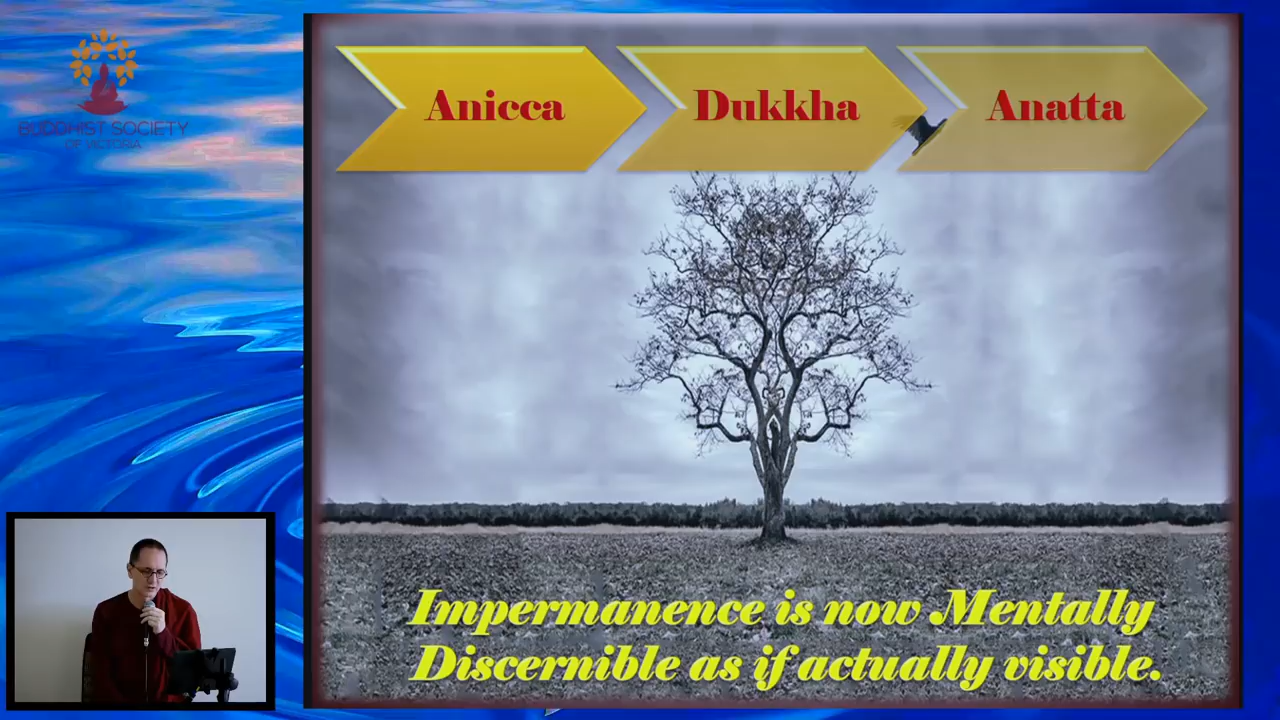 BUDDHIST SOCIETY
OF VICTORIA
Anicca
Dukkha
Anatta
Impermanence is now Mentally
Discernible as if actually visible.